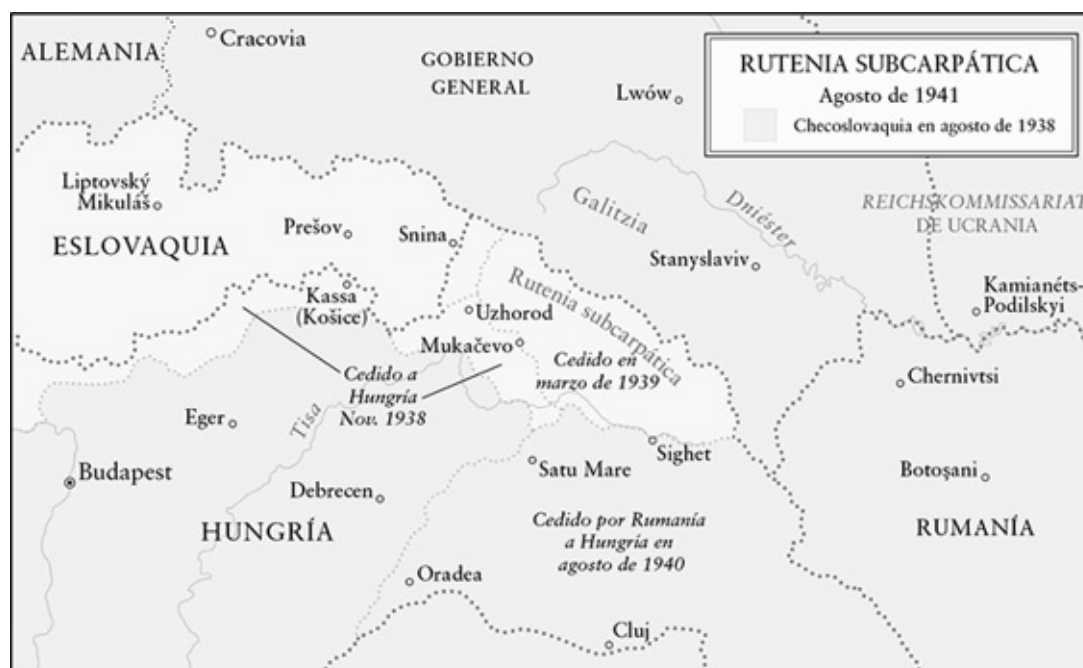 ALEMANIA
Cracovia
GOBIERNO
GENERAL
Lwów
RUTENIA SUBCARPÁTICA
Agosto de 1941
Checoslovaquia en agosto de 1938
Liptovský
Mikuláš
ESLOVAQUIA
Prešov
Snina
Kassa
(Košice)
Galitzia
Dniéster
Stanyslaviv
REICHSKOMMISSARIAT
DE UCRANIA
Kamianéts-
Podilskyi
Uzhorod
Mukačevo
Rutenia subcarpática
Cedido en
marzo de 1939
Cedido a
Hungría
Nov. 1938
Chernivtsi
Eger
Tisa
Budapest
Debrecen
HUNGRÍA
Satu Mare
Sighet
Botoşani
RUMANÍA
Cedido por Rumanía
a Hungría en
agosto de 1940
Oradea
Cluj